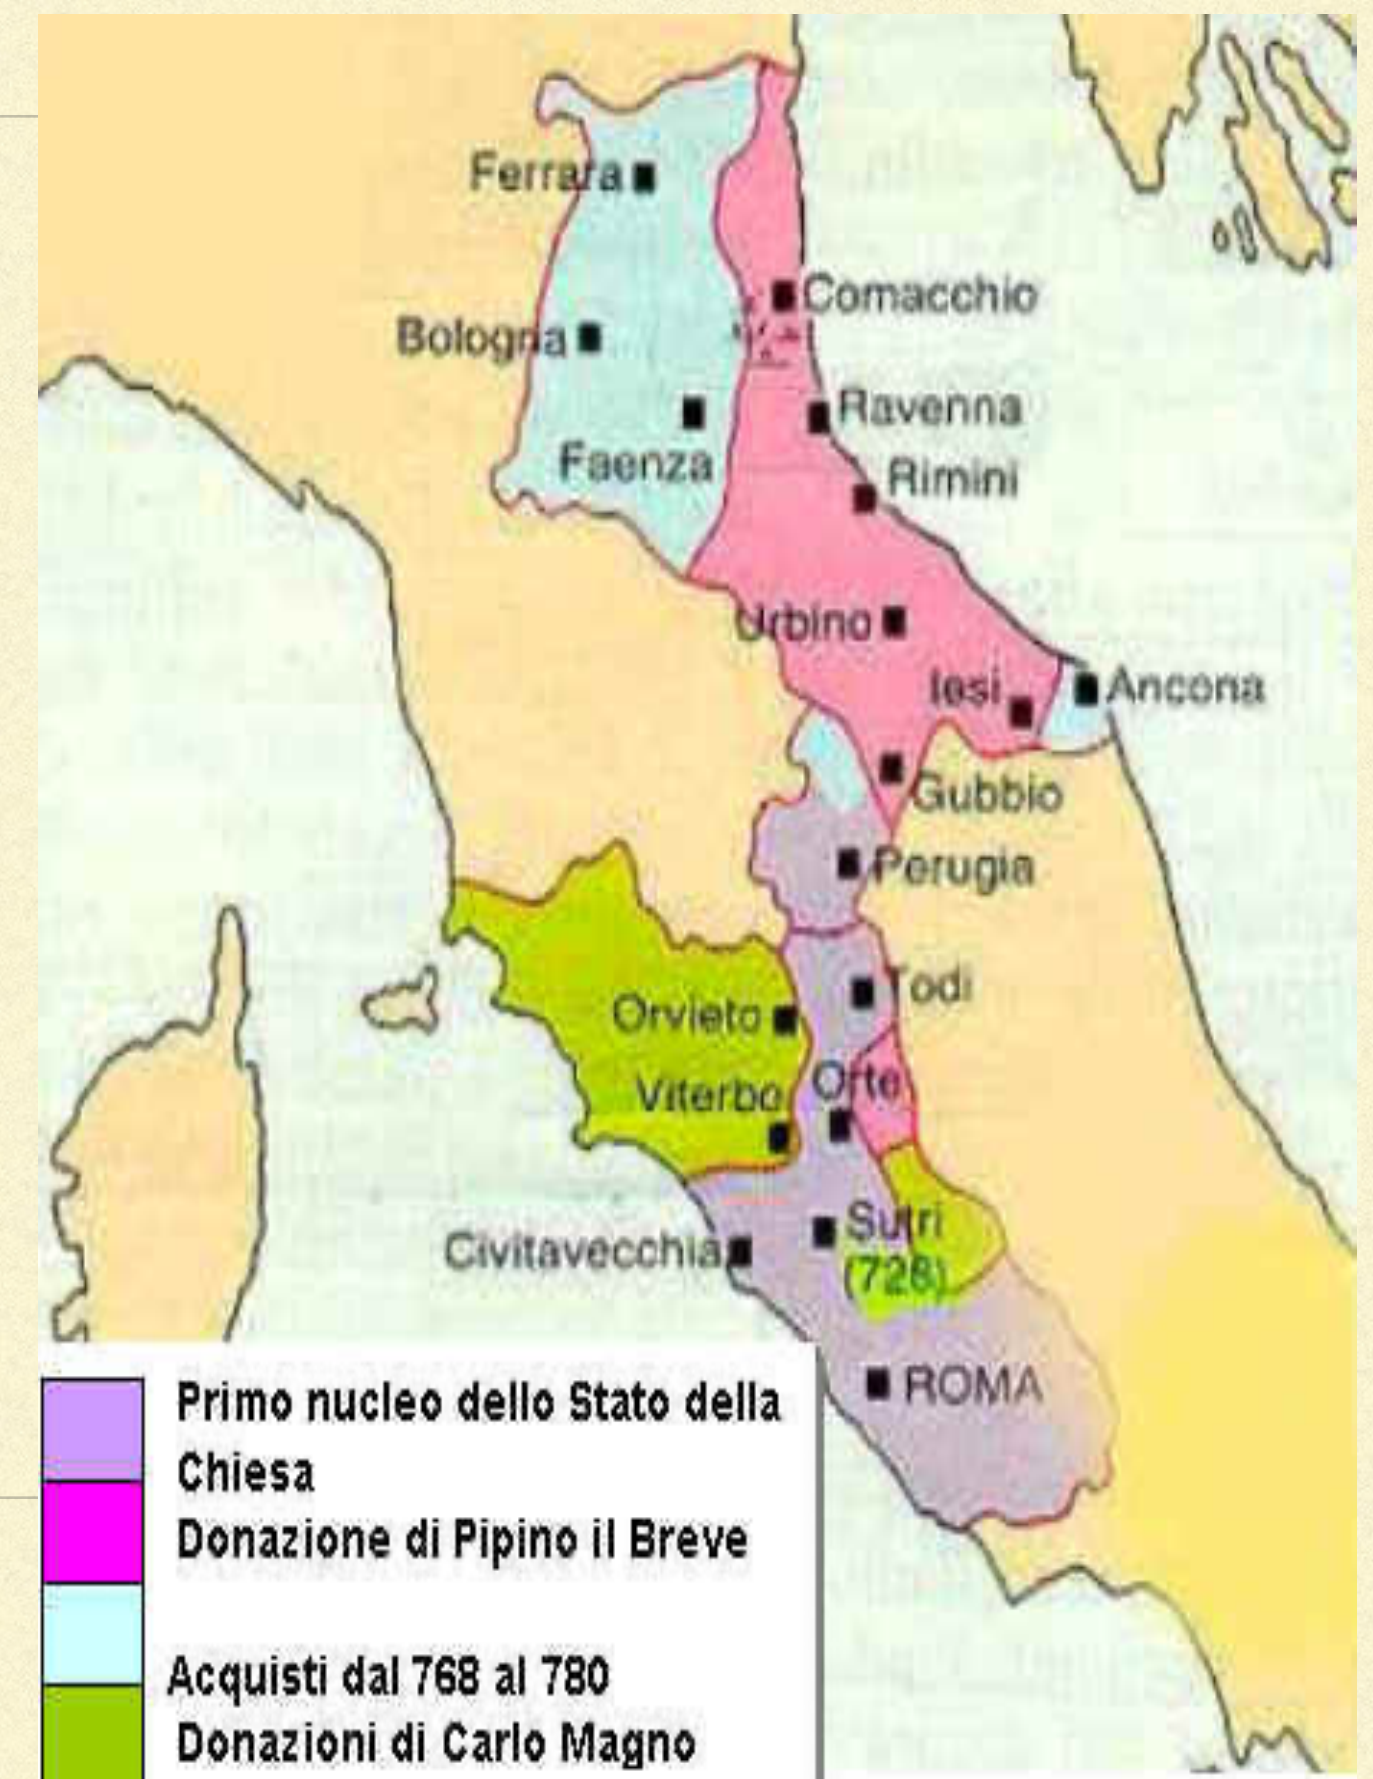 Ferrara
Comacchio
Bologna
Ravenna
Faenza
Rimini
Urbino
Iesi
Ancona
Gubbio
Perugia
Todi
Orvieto
Orte
Viterbo
Sutri
(728)
Civitavecchia
ROMA
Primo nucleo dello Stato della
Chiesa
Donazione di Pipino il Breve
Acquisti dal 768 al 780
Donazioni di Carlo Magno